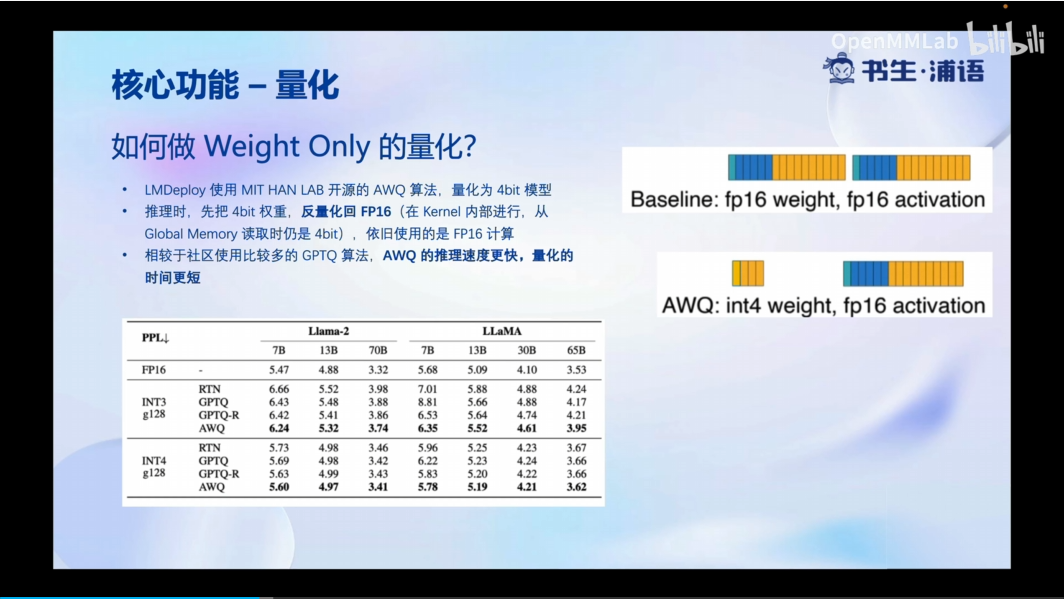 OpenMMLab bilibili
书生·浦语
核心功能 – 量化
如何做 Weight Only 的量化？
• LMDeploy 使用 MIT HAN LAB 开源的 AWQ 算法，量化为 4bit 模型
• 推理时，先把 4bit 权重，反量化回 FP16（在 Kernel 内部进行，从
Global Memory 读取时仍是 4bit），依旧使用的是 FP16 计算
• 相较于社区使用比较多的 GPTQ 算法，AWQ 的推理速度更快，量化的
时间更短
Baseline: fp16 weight, fp16 activation
AWQ: int4 weight, fp16 activation
PPL↓ Llama-2 LLaMA
7B 13B 70B 7B 13B 30B 65B
FP16 - 5.47 4.88 3.32 5.68 5.09 4.10 3.53
RTN 6.66 5.52 3.98 7.01 5.88 4.88 4.24
INT3 GPTQ 6.43 5.48 3.88 8.81 5.66 4.88 4.17
g128 GPTQ-R 6.42 5.41 3.86 6.53 5.64 4.74 4.21
AWQ 6.24 5.32 3.74 6.35 5.52 4.61 3.95
RTN 5.73 4.98 3.46 5.96 5.25 4.23 3.67
INT4 GPTQ 5.69 4.98 3.42 6.22 5.23 4.24 3.66
g128 GPTQ-R 5.63 4.99 3.43 5.83 5.20 4.22 3.66
AWQ 5.60 4.97 3.41 5.78 5.19 4.21 3.62